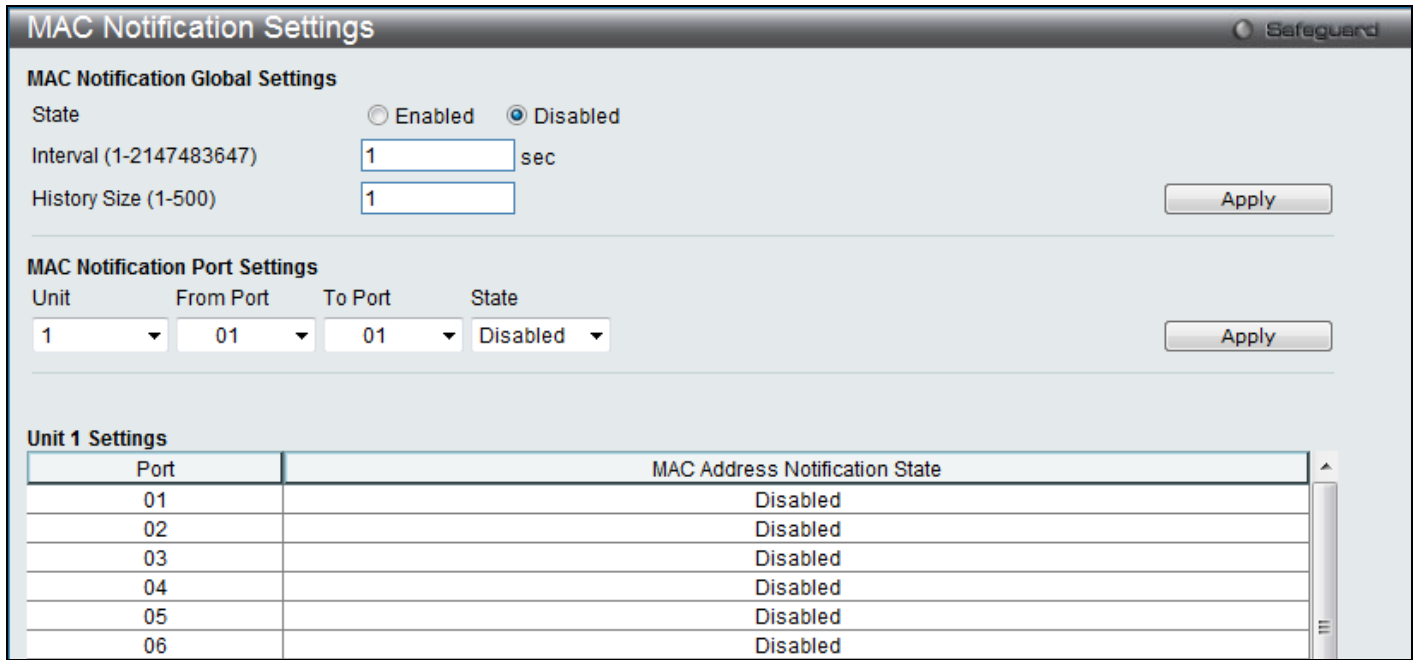 MAC Notification Settings Safeguard
MAC Notification Global Settings
State Enabled Disabled
Interval (1-2147483647) 1 sec
History Size (1-500) 1 Apply
MAC Notification Port Settings
Unit From Port To Port State
1 01 01 Disabled Apply
Unit 1 Settings
Port MAC Address Notification State
01 Disabled
02 Disabled
03 Disabled
04 Disabled
05 Disabled
06 Disabled